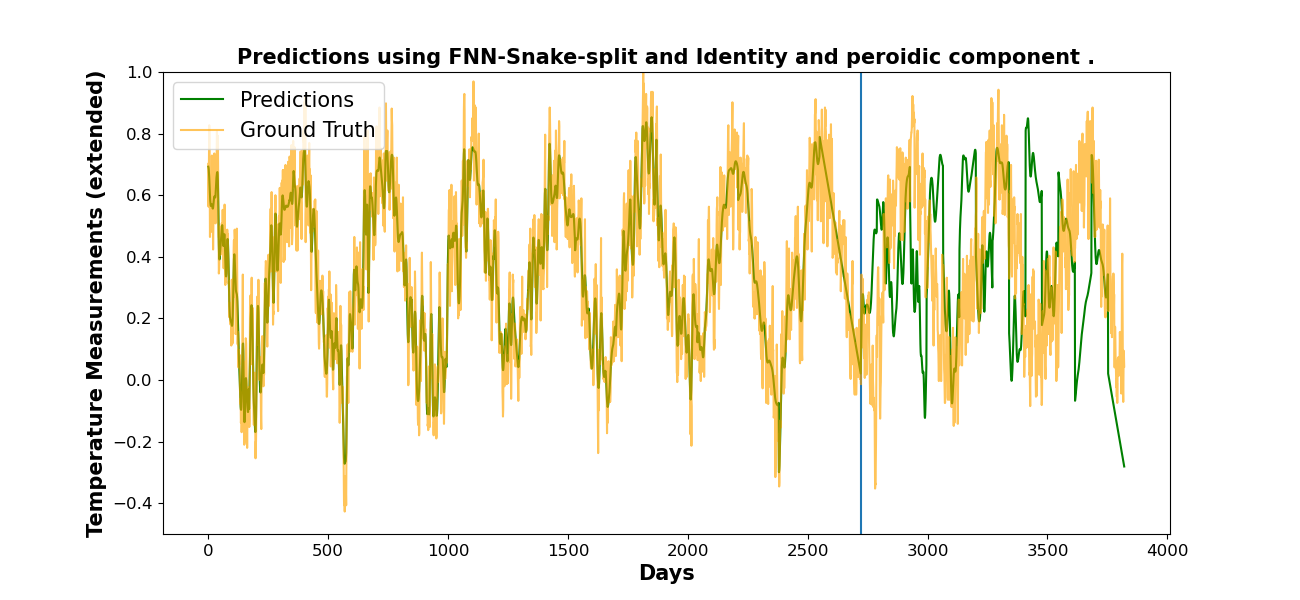 Predictions using FNN-Snake-split and Identity and peroidic component .
Temperature Measurements (extended)
1.0
0.8
0.6
0.4
0.2
0.0
−0.2
−0.4
Predictions
Ground Truth
0 500 1000 1500 2000 2500 3000 3500 4000
Days